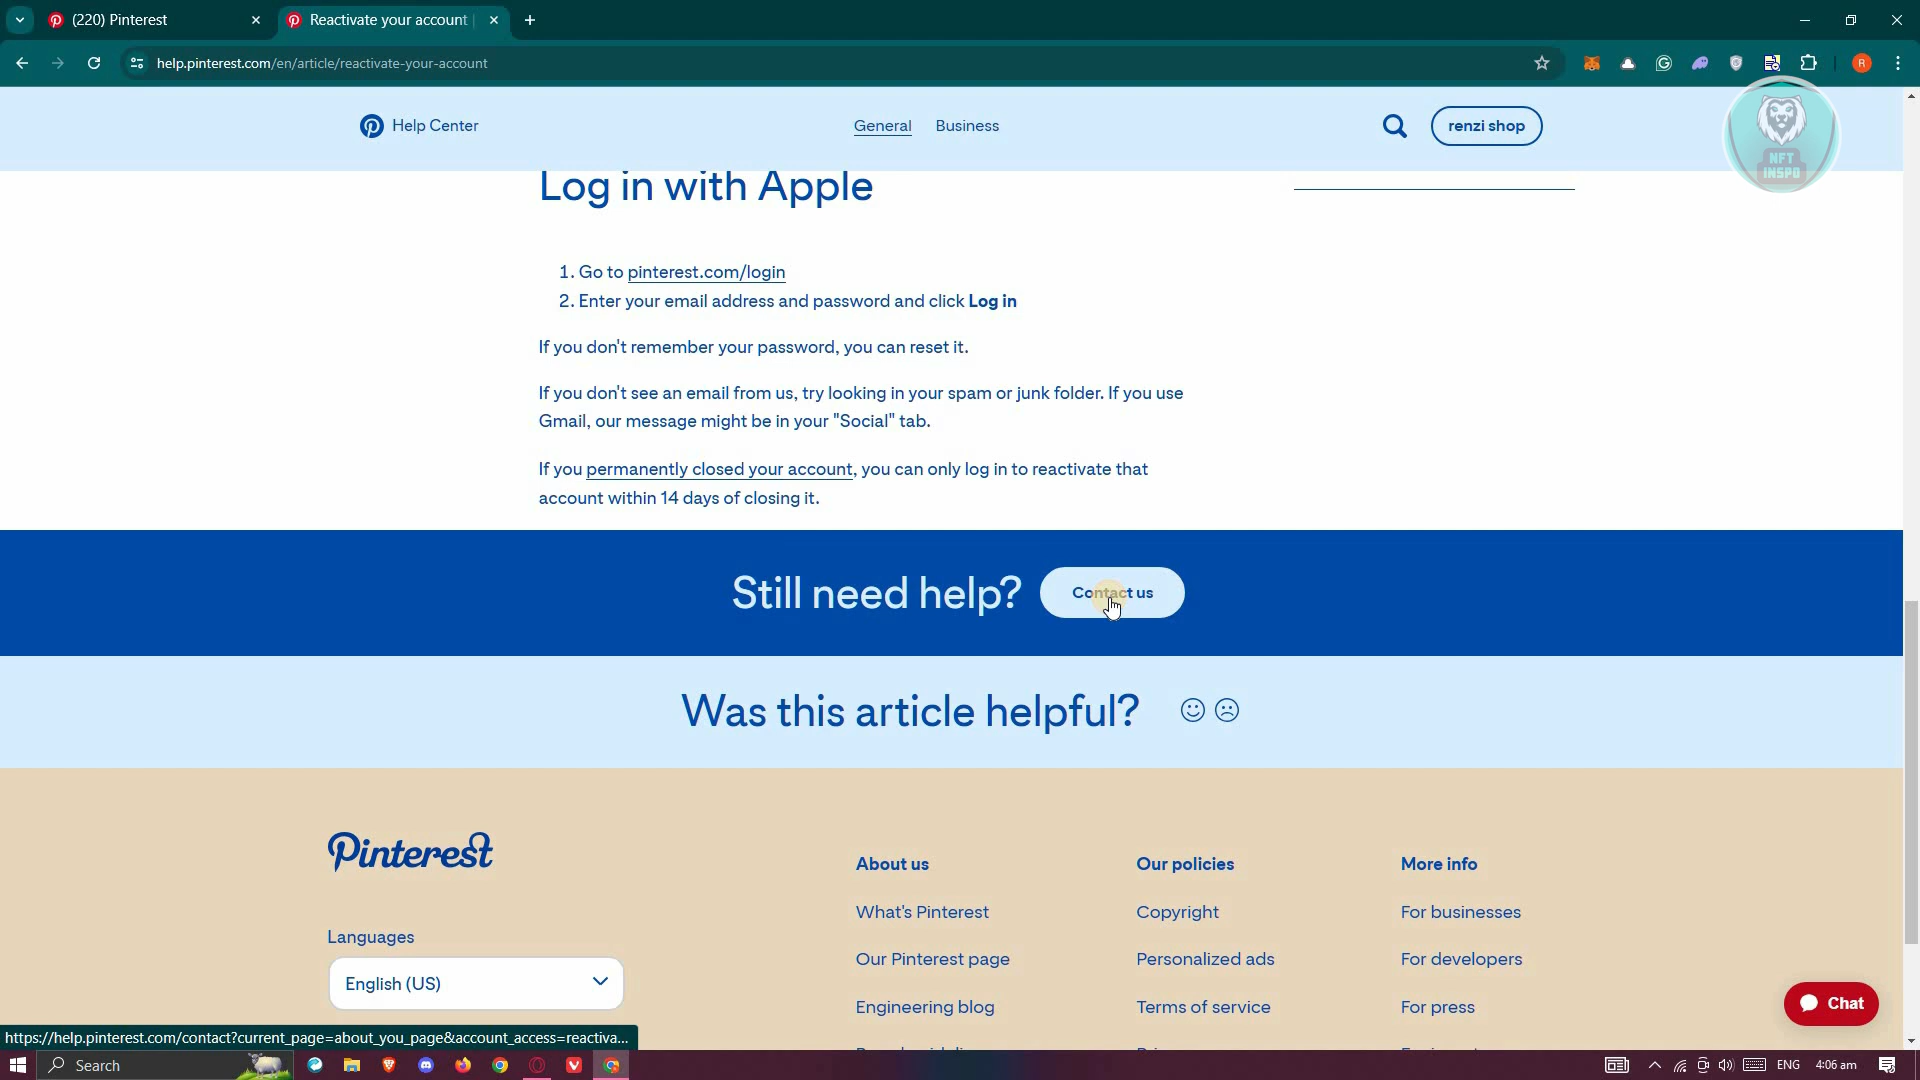 (220) Pinterest
Reactivate your account
help.pinterest.com/en/article/reactivate-your-account
R
Help Center
General
Business
renzi shop
NFT
INSPO
Log in with Apple
1. Go to pinterest.com/login
2. Enter your email address and password and click Log in
If you don't remember your password, you can reset it.
If you don't see an email from us, try looking in your spam or junk folder. If you use
Gmail, our message might be in your "Social" tab.
If you permanently closed your account, you can only log in to reactivate that
account within 14 days of closing it.
Still need help?
Contact us
Was this article helpful?
Pinterest
Languages
English (US)
About us
What's Pinterest
Our Pinterest page
Engineering blog
Our policies
Copyright
Personalized ads
Terms of service
More info
For businesses
For developers
For press
Chat
https://help.pinterest.com/contact?current_page=about_you_page&account_access=reactiva...
Search
ENG
4:06 am